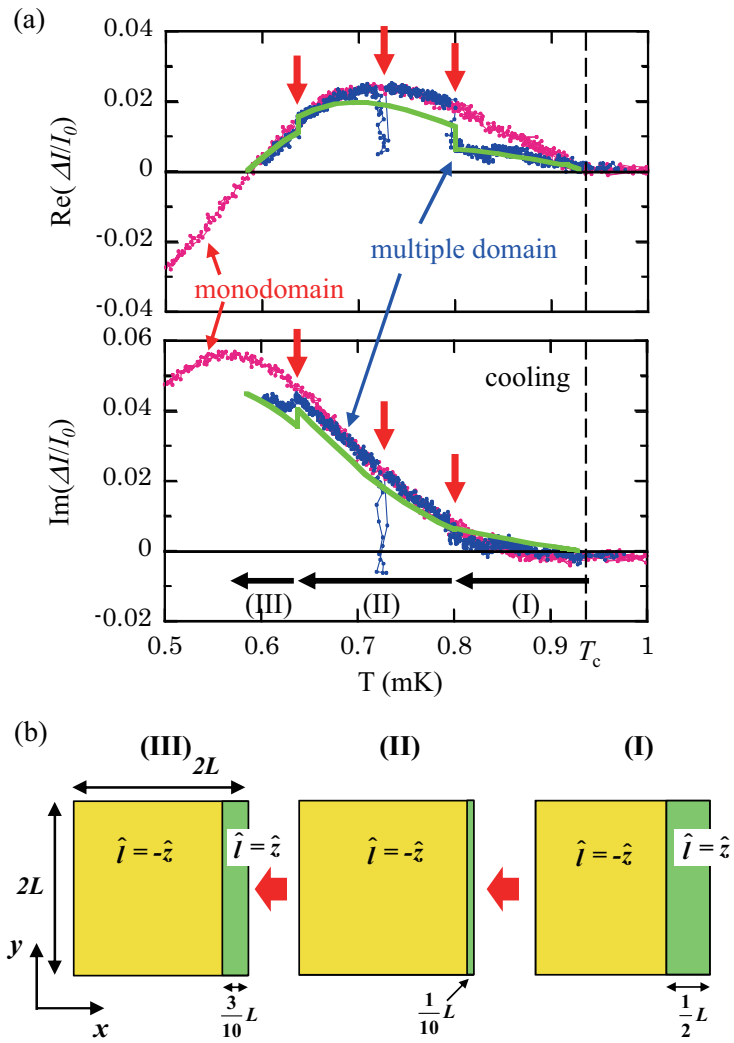 (a)
0.04
0.02
0
-0.02
-0.04
Re( ΔI/I0)
multiple domain
monodomain
0.06
0.04
0.02
0
0.02
Im(ΔI/I0)
cooling
(III)
(II)
(I)
0.5
0.6
0.7
0.8
0.9
Tc
1
T (mK)
(b)
(III)
(II)
(I)
2L
2L
l̂ = -ẑ
l̂ = ẑ
l̂ = -ẑ
l̂ = -ẑ
l̂ = ẑ
y
x
3/10 L
1/10 L
1/2 L